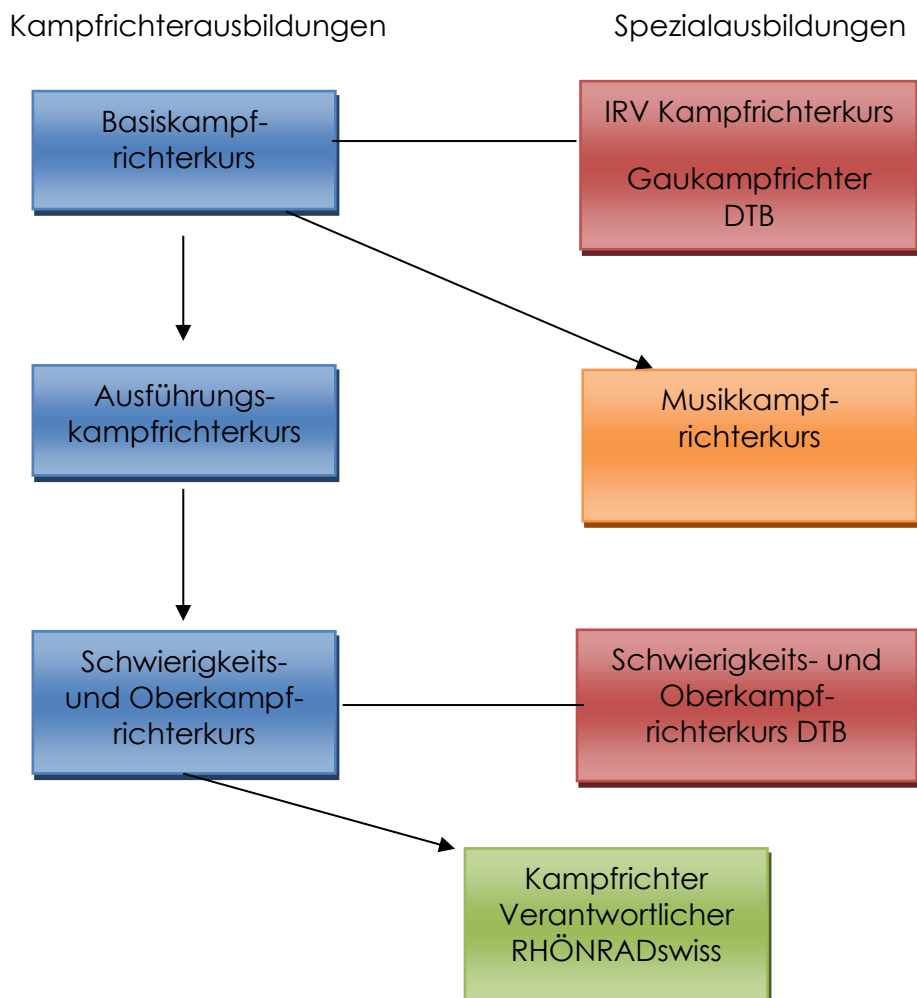 Kampfrichterausbildungen
Spezialausbildungen
Basiskampf-
richterkurs
IRV Kampfrichterkurs
Gaukampfrichter
DTB
Ausführungs-
kampfrichterkurs
Musikkampf-
richterkurs
Schwierigkeits-
und Oberkampf-
richterkurs
Schwierigkeits- und
Oberkampf-
richterkurs DTB
Kampfrichter
Verantwortlicher
RHÖNRADswiss